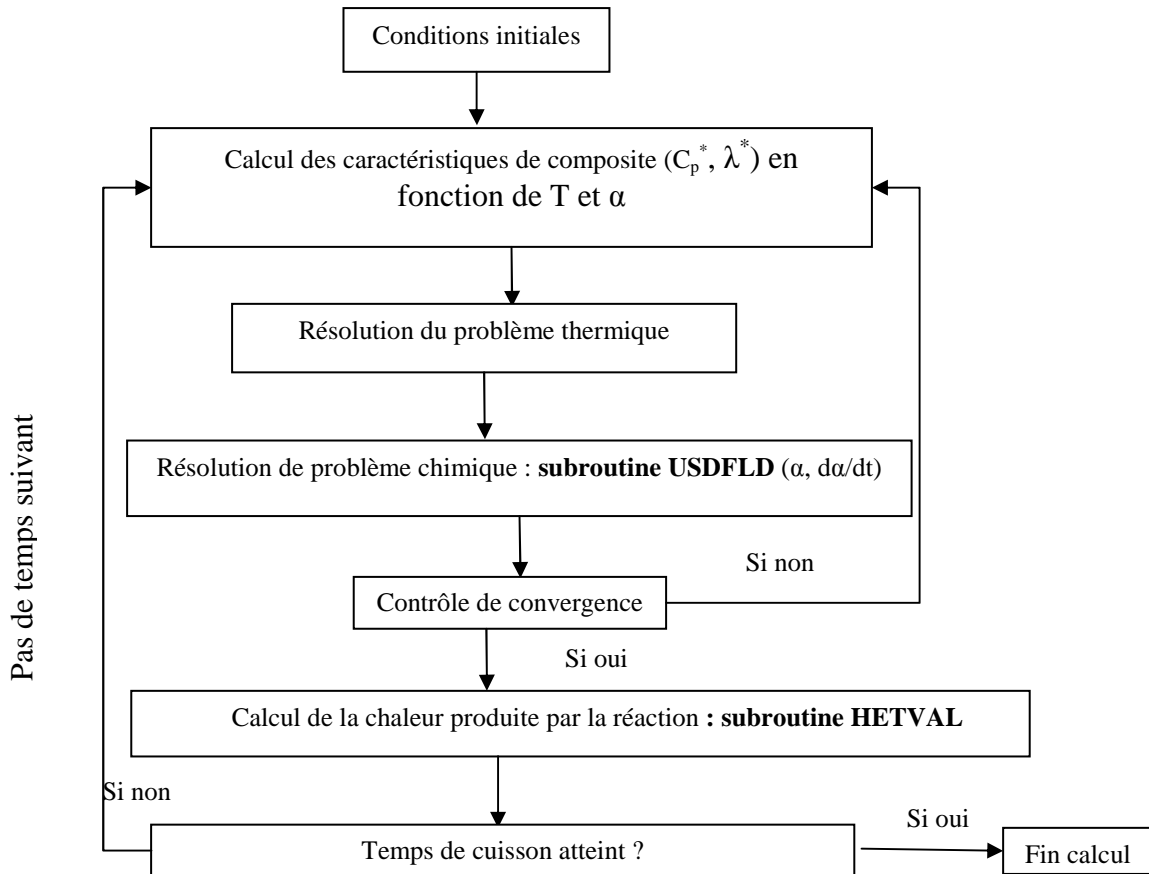 Conditions initiales
Calcul des caractéristiques de composite (Cp*, λ*) en
fonction de T et α
Résolution du problème thermique
Résolution de problème chimique : subroutine USDFLD (α, dα/dt)
Si non
Contrôle de convergence
Si oui
Pas de temps suivant
Calcul de la chaleur produite par la réaction : subroutine HETVAL
Si non
Temps de cuisson atteint ?
Si oui
Fin calcul